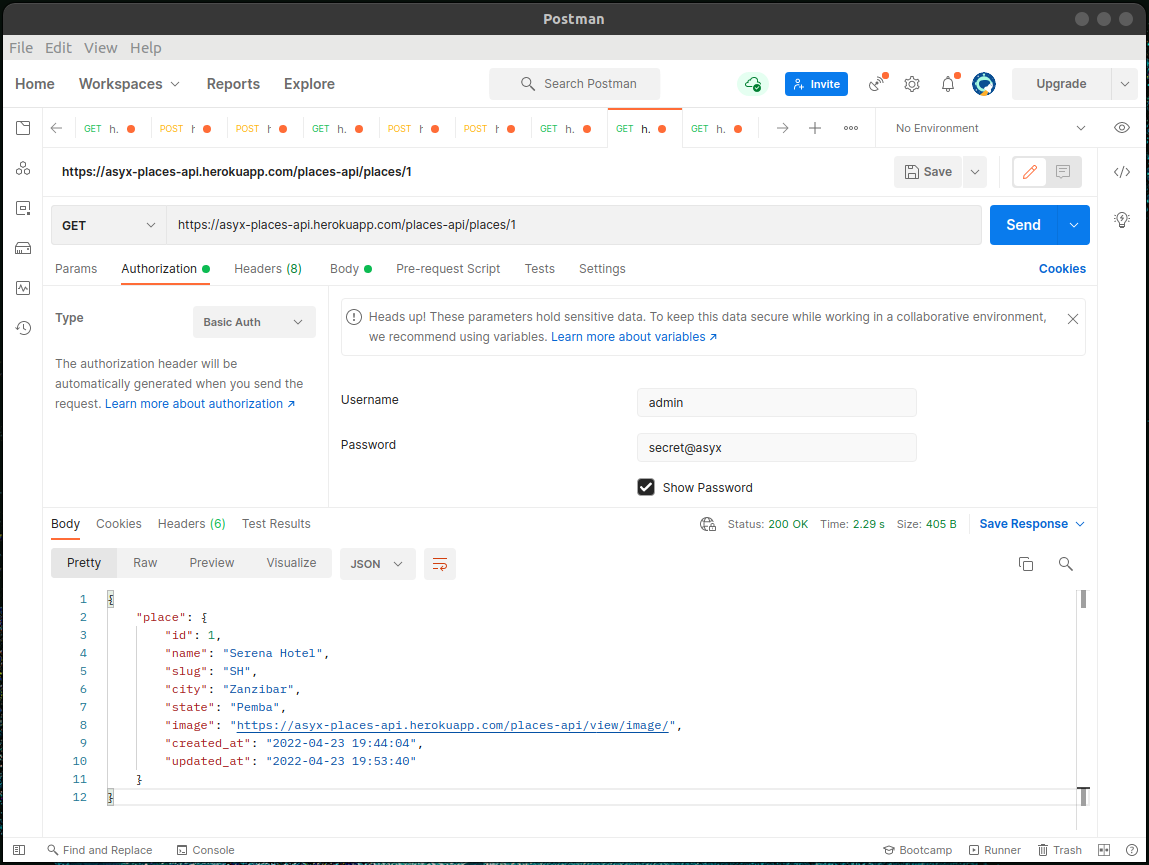 Postman
File Edit View Help
Home Workspaces Reports Explore Search Postman Invite Upgrade
GET h. POST h POST h GET h. POST h POST h GET h. GET h. GET h. No Environment
https://asyx-places-api.herokuapp.com/places-api/places/1 Save
GET https://asyx-places-api.herokuapp.com/places-api/places/1 Send
Params Authorization Headers (8) Body Pre-request Script Tests Settings Cookies
Type Basic Auth
The authorization header will be
automatically generated when you send the
request. Learn more about authorization ↗
Heads up! These parameters hold sensitive data. To keep this data secure while working in a collaborative environment,
we recommend using variables. Learn more about variables ↗
Username admin
Password secret@asyx
Show Password
Body Cookies Headers (6) Test Results Status: 200 OK Time: 2.29 s Size: 405 B Save Response
Pretty Raw Preview Visualize JSON
1 {
2 "place": {
3 "id": 1,
4 "name": "Serena Hotel",
5 "slug": "SH",
6 "city": "Zanzibar",
7 "state": "Pemba",
8 "image": "https://asyx-places-api.herokuapp.com/places-api/view/image/",
9 "created_at": "2022-04-23 19:44:04",
10 "updated_at": "2022-04-23 19:53:40"
11 }
12 }
Find and Replace Console Bootcamp Runner Trash